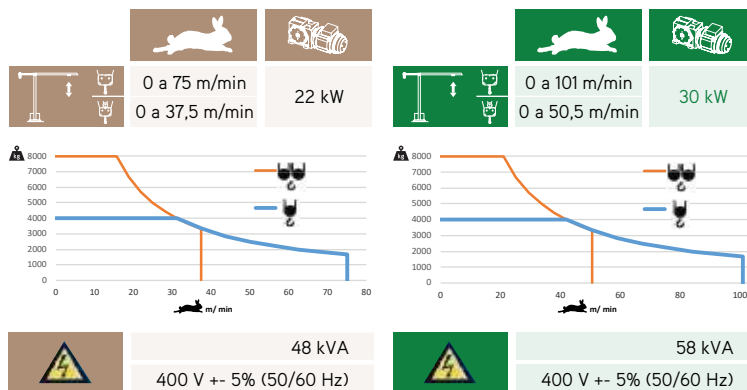 0 a 75 m/min
0 a 37,5 m/min
22 kW
kg
8000
7000
6000
5000
4000
3000
2000
1000
0
0 10 20 30 40 50 60 70 80
m/ min
48 kVA
400 V +- 5% (50/60 Hz)
0 a 101 m/min
0 a 50,5 m/min
30 kW
kg
8000
7000
6000
5000
4000
3000
2000
1000
0
0 20 40 60 80 100
m/ min
58 kVA
400 V +- 5% (50/60 Hz)